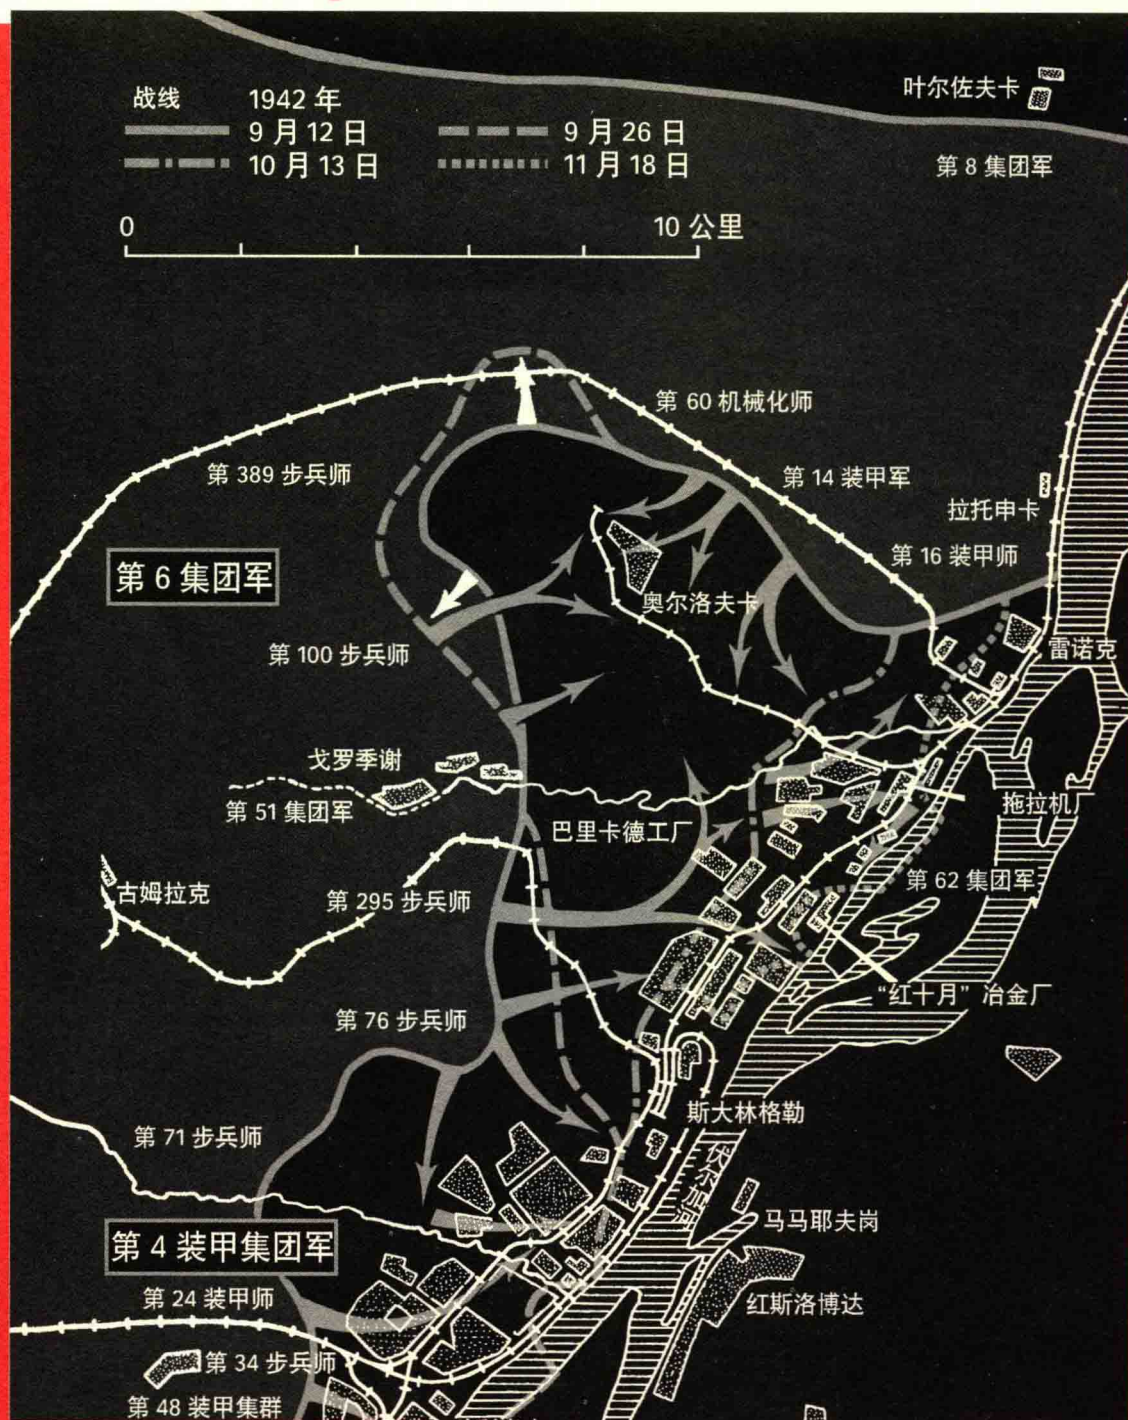 战线 1942 年
9 月 12 日
9 月 26 日
10 月 13 日
11 月 18 日
0
10 公里
叶尔佐夫卡
第 8 集团军
第 60 机械化师
第 389 步兵师
第 14 装甲军
拉托申卡
第 16 装甲师
第 6 集团军
奥尔洛夫卡
第 100 步兵师
雷诺克
戈罗季谢
第 51 集团军
拖拉机厂
巴里卡德工厂
第 62 集团军
古姆拉克
第 295 步兵师
“红十月”冶金厂
第 76 步兵师
斯大林格勒
第 71 步兵师
伏尔加河
马马耶夫岗
第 4 装甲集团军
第 24 装甲师
红斯洛博达
第 34 步兵师
第 48 装甲集群